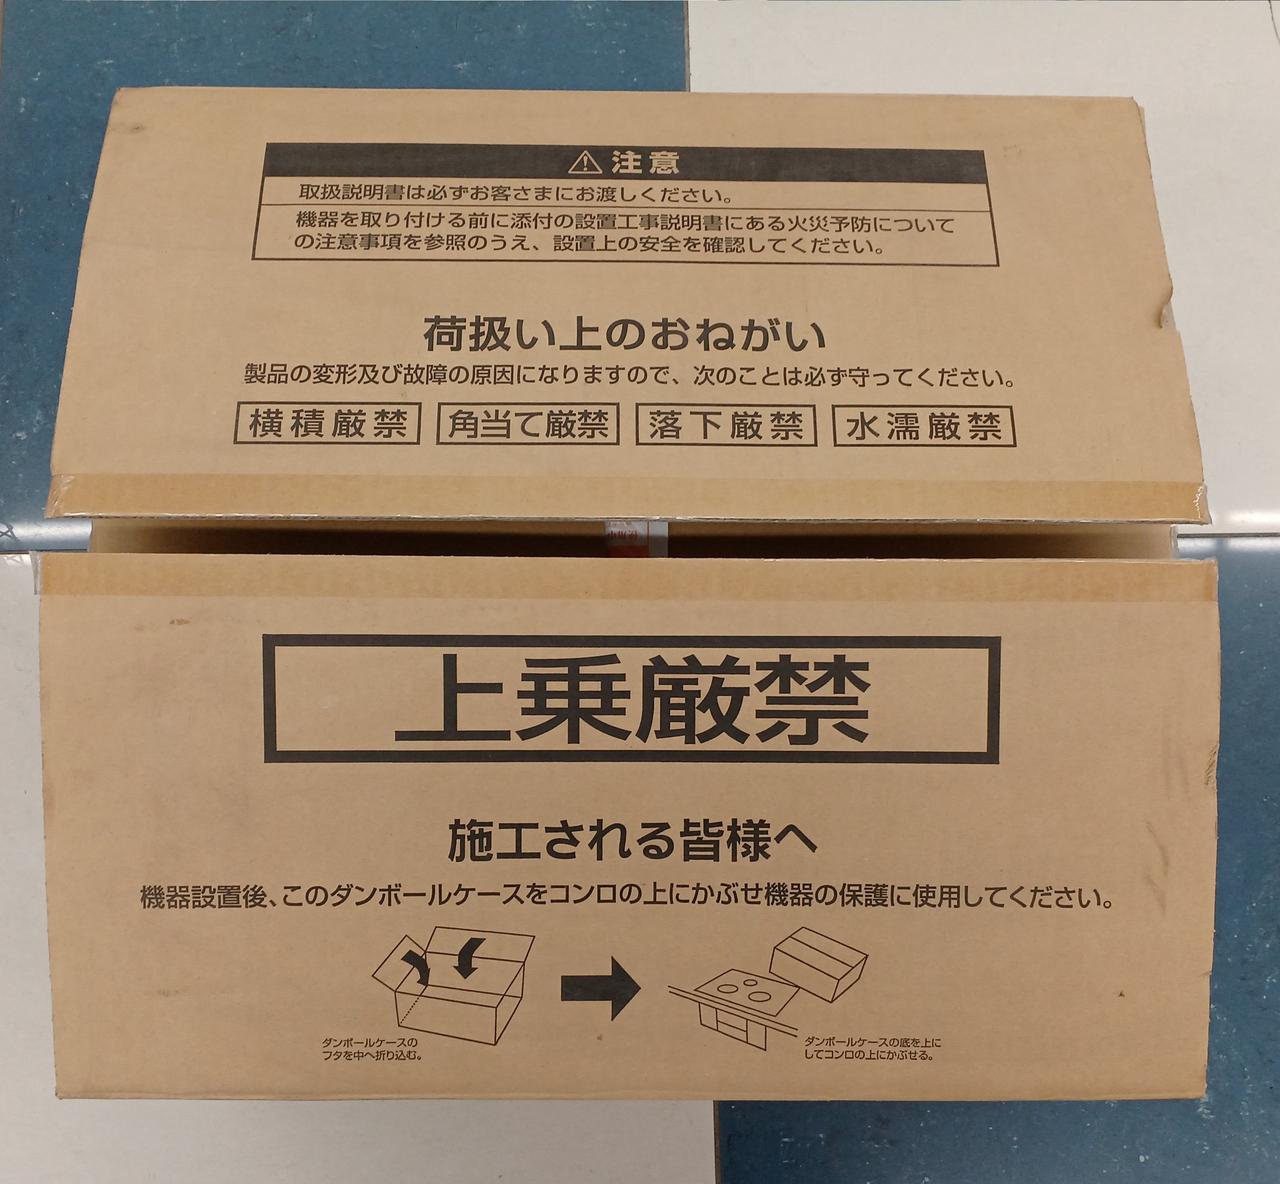 ⚠注意
取扱説明書は必ずお客さまにお渡しください。
機器を取り付ける前に添付の設置工事説明書にある火災予防について
の注意事項を参照のうえ、設置上の安全を確認してください。
荷扱い上のおねがい
製品の変形及び故障の原因になりますので、次のことは必ず守ってください。
横積厳禁 角当て厳禁 落下厳禁 水濡厳禁
上乗厳禁
施工される皆様へ
機器設置後、このダンボールケースをコンロの上にかぶせ機器の保護に使用してください。
ダンボールケースの
フタを中へ折り込む。
ダンボールケースの底を上に
してコンロの上にかぶせる。